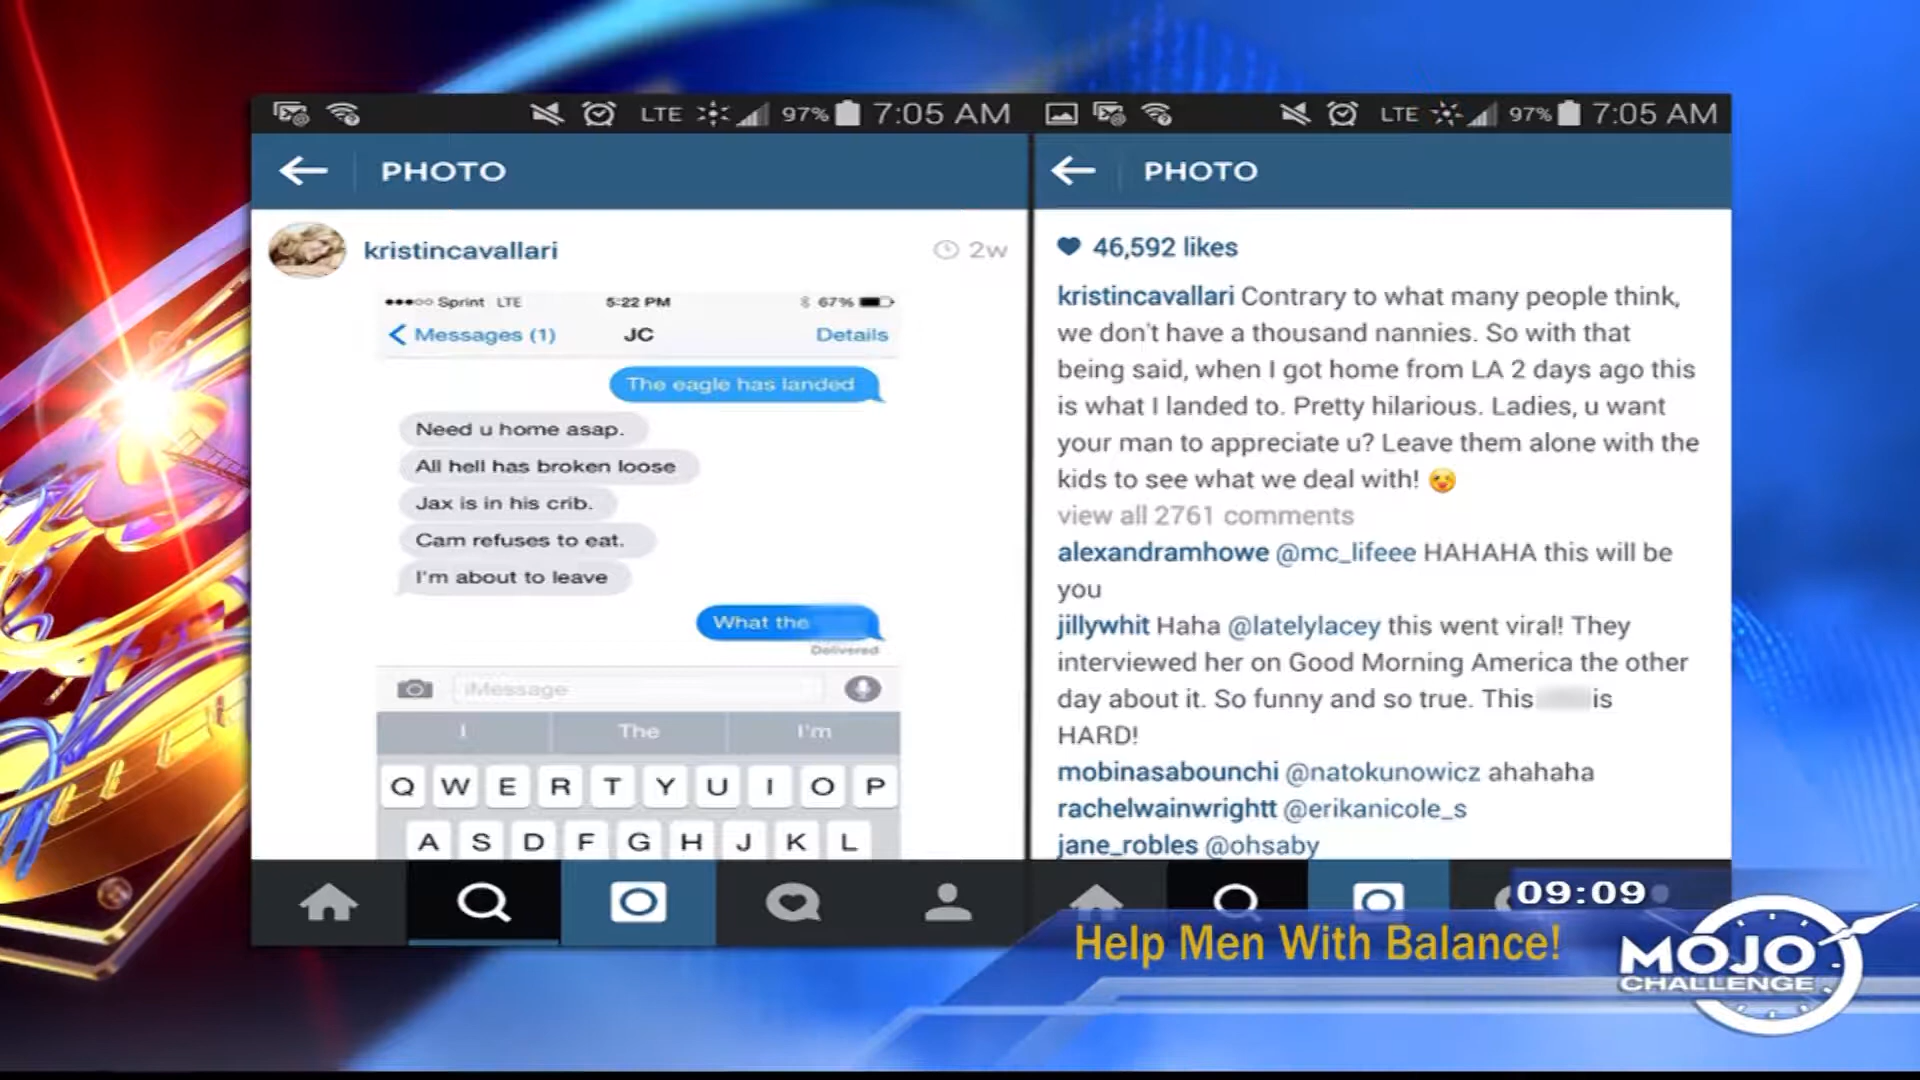 LTE 97% 7:05 AM
PHOTO
kristincavallari 2w
Sprint LTE 5:22 PM 67%
Messages (1) JC Details
The eagle has landed
Need u home asap.
All hell has broken loose
Jax is in his crib.
Cam refuses to eat.
I'm about to leave
What the
Delivered
iMessage
I The I'm
Q W E R T Y U I O P
A S D F G H J K L
LTE 97% 7:05 AM
PHOTO
46,592 likes
kristincavallari Contrary to what many people think,
we don't have a thousand nannies. So with that
being said, when I got home from LA 2 days ago this
is what I landed to. Pretty hilarious. Ladies, u want
your man to appreciate u? Leave them alone with the
kids to see what we deal with! 😜
view all 2761 comments
alexandramhowe @mc_lifeee HAHAHA this will be
you
jillywhit Haha @latelylacey this went viral! They
interviewed her on Good Morning America the other
day about it. So funny and so true. This is
HARD!
mobinasabounchi @natokunowicz ahahaha
rachelwainwrightt @erikanicole_s
jane_robles @ohsaby
09:09
Help Men With Balance!
MOJO
CHALLENGE